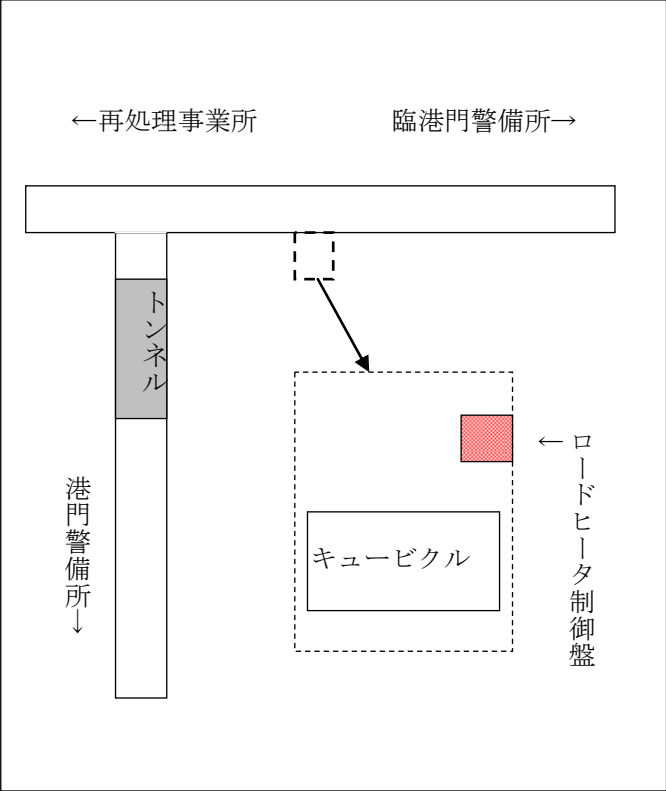 ←再処理事業所
臨港門警備所→
トンネル
港門警備所→
←ロードヒータ制御盤
キュービクル